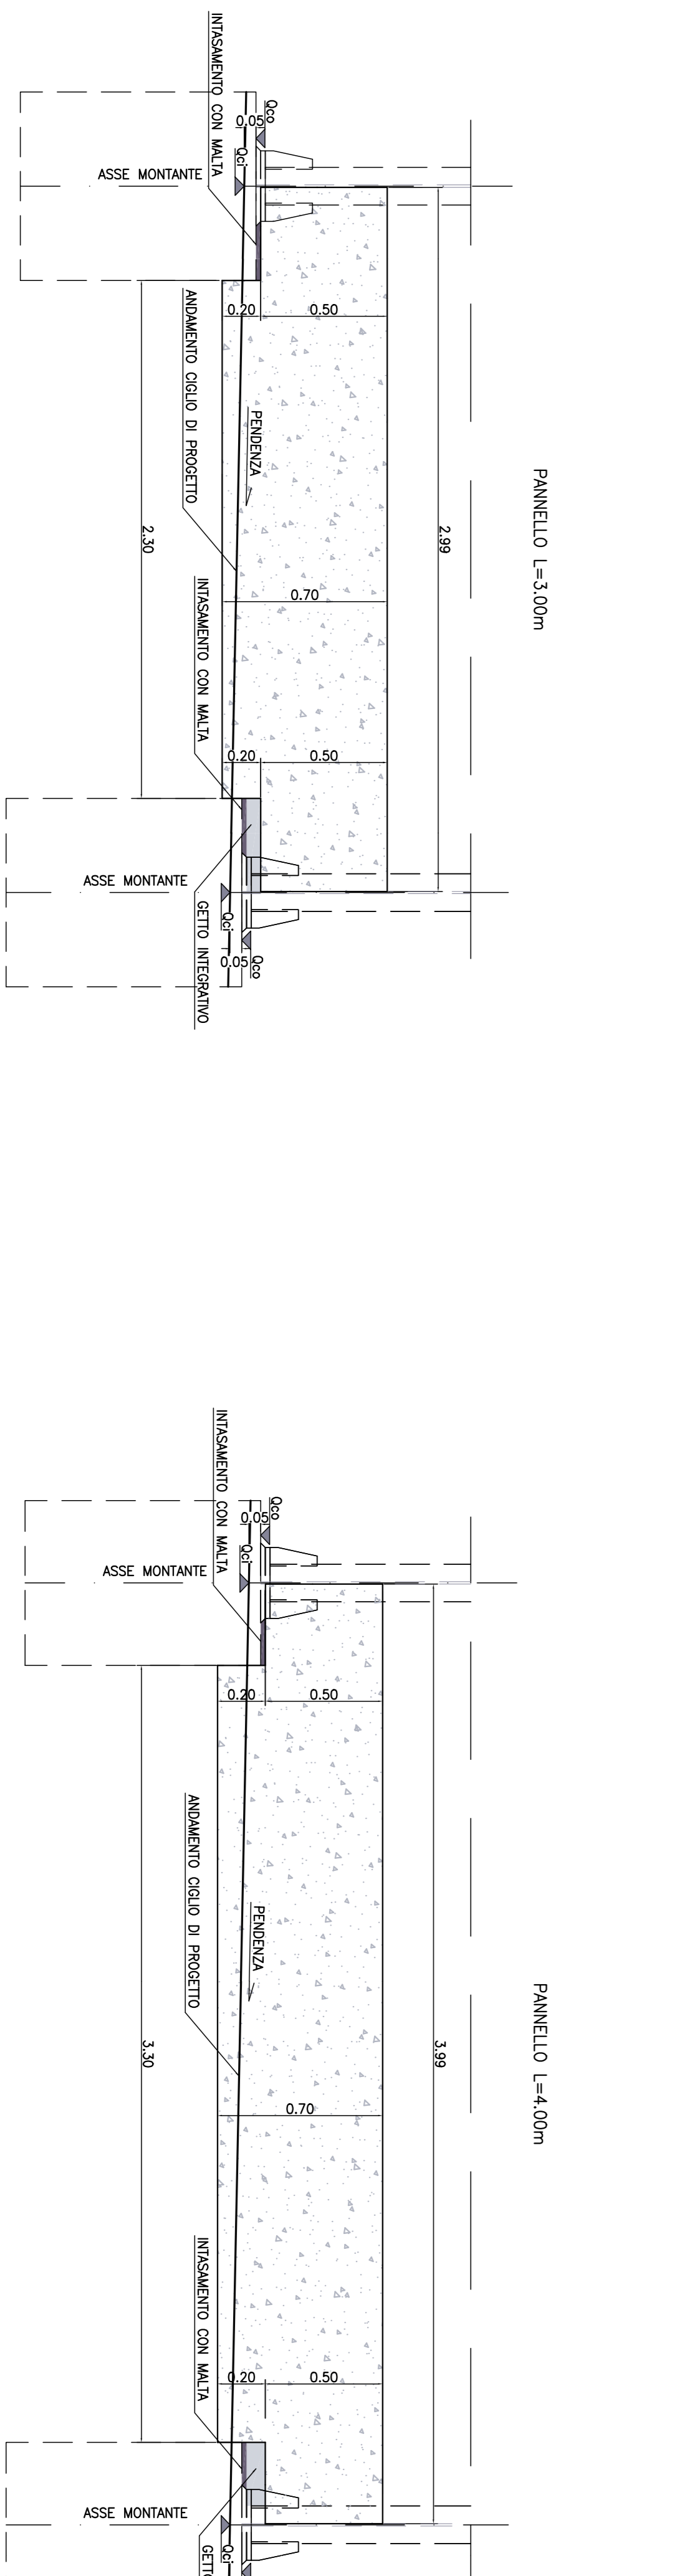 PANNELLO L=3.00m
2.99
Qco
0.05
Qci
INTASAMENTO CON MALTA
ASSE MONTANTE
0.20
0.50
PENDENZA
ANDAMENTO CIGLIO DI PROGETTO
0.70
2.30
INTASAMENTO CON MALTA
0.20
0.50
ASSE MONTANTE
GETTO INTEGRATIVO
Qci
0.05
Qco
PANNELLO L=4.00m
3.99
Qco
0.05
Qci
INTASAMENTO CON MALTA
ASSE MONTANTE
0.20
0.50
PENDENZA
ANDAMENTO CIGLIO DI PROGETTO
0.70
3.30
INTASAMENTO CON MALTA
0.20
0.50
ASSE MONTANTE
Qci